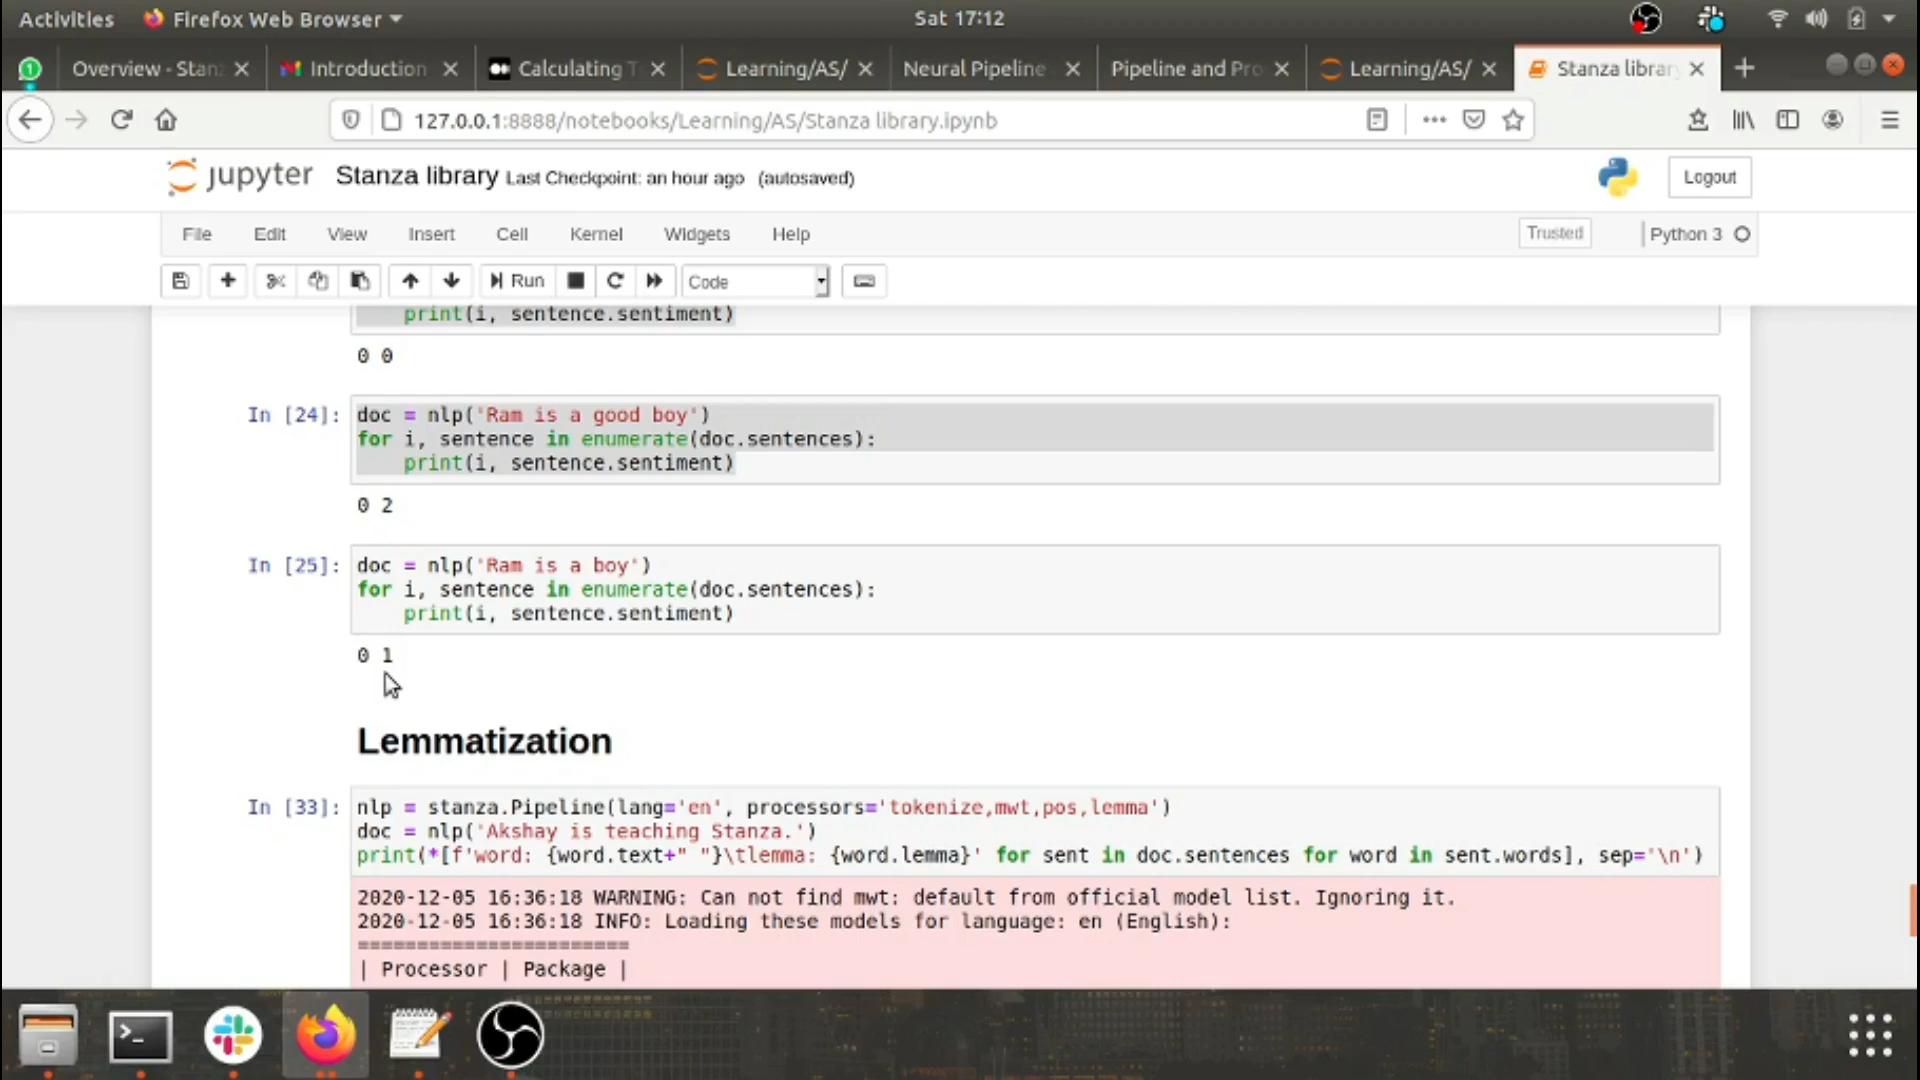 Activities Firefox Web Browser Sat 17:12
Overview - Stan Introduction Calculating T Learning/AS/ Neural Pipeline Pipeline and Pro Learning/AS/ Stanza librar
127.0.0.1:8888/notebooks/Learning/AS/Stanza library.ipynb
jupyter Stanza library Last Checkpoint: an hour ago (autosaved) Logout
File Edit View Insert Cell Kernel Widgets Help Trusted Python 3
Run Code
print(i, sentence.sentiment)
0 0
In [24]: doc = nlp('Ram is a good boy')
for i, sentence in enumerate(doc.sentences):
print(i, sentence.sentiment)
0 2
In [25]: doc = nlp('Ram is a boy')
for i, sentence in enumerate(doc.sentences):
print(i, sentence.sentiment)
0 1
Lemmatization
In [33]: nlp = stanza.Pipeline(lang='en', processors='tokenize,mwt,pos,lemma')
doc = nlp('Akshay is teaching Stanza.')
print(*[f'word: {word.text+" "}\tlemma: {word.lemma}' for sent in doc.sentences for word in sent.words], sep='\n')
2020-12-05 16:36:18 WARNING: Can not find mwt: default from official model list. Ignoring it.
2020-12-05 16:36:18 INFO: Loading these models for language: en (English):
=======================
| Processor | Package |